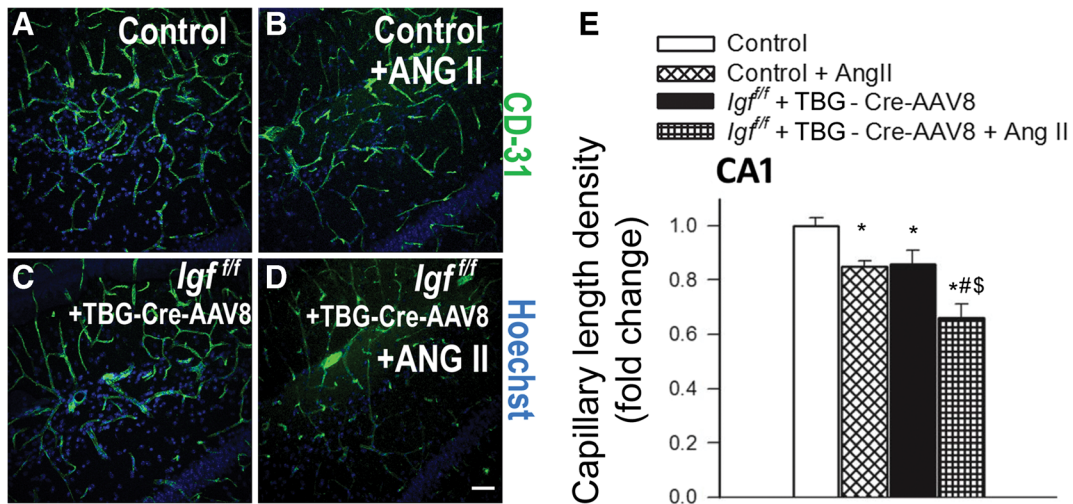 A
Control
B
Control
+ANG II
CD-31
C
Igf f/f
+TBG-Cre-AAV8
D
Igf f/f
+TBG-Cre-AAV8
+ANG II
Hoechst
E
Control
Control + AngII
Igf f/f + TBG - Cre-AAV8
Igf f/f + TBG - Cre-AAV8 + Ang II
CA1
Capillary length density
(fold change)
1.0
0.8
0.6
0.4
0.2
0.0
*
*
*#$